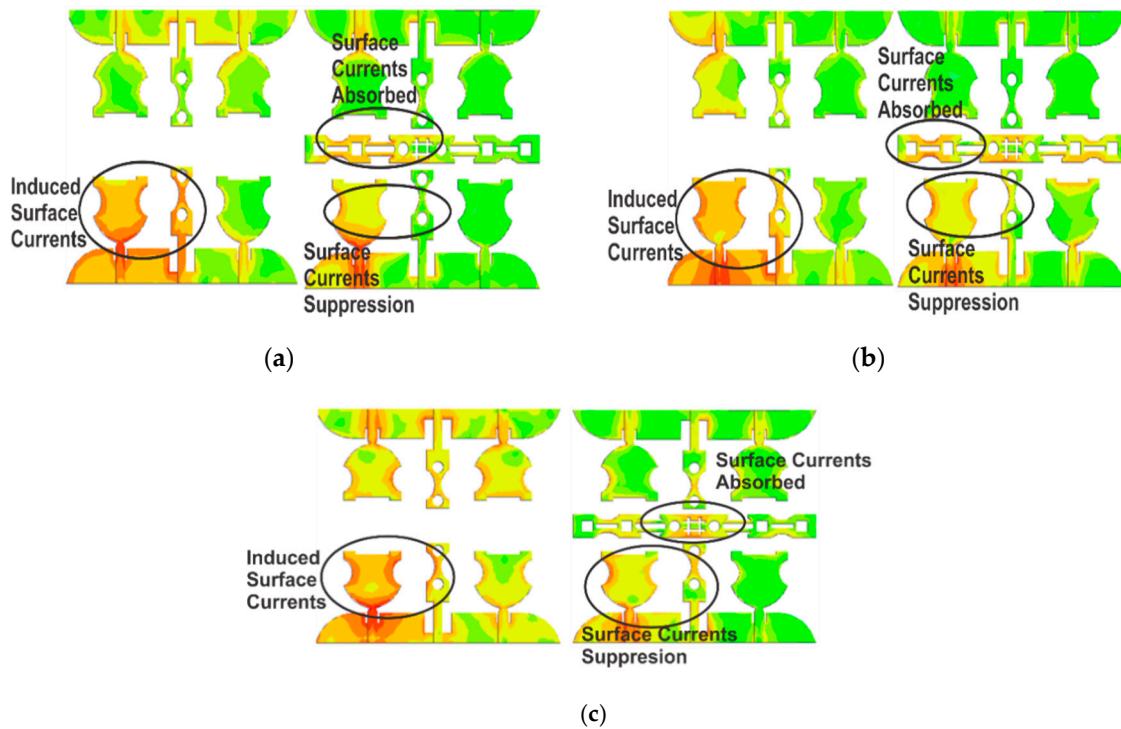 Surface
Currents
Absorbed
Induced
Surface
Currents
Surface
Currents
Suppression
(a)
Surface
Currents
Absorbed
Induced
Surface
Currents
Surface
Currents
Suppression
(b)
Surface Currents
Absorbed
Induced
Surface
Currents
Surface Currents
Suppresion
(c)